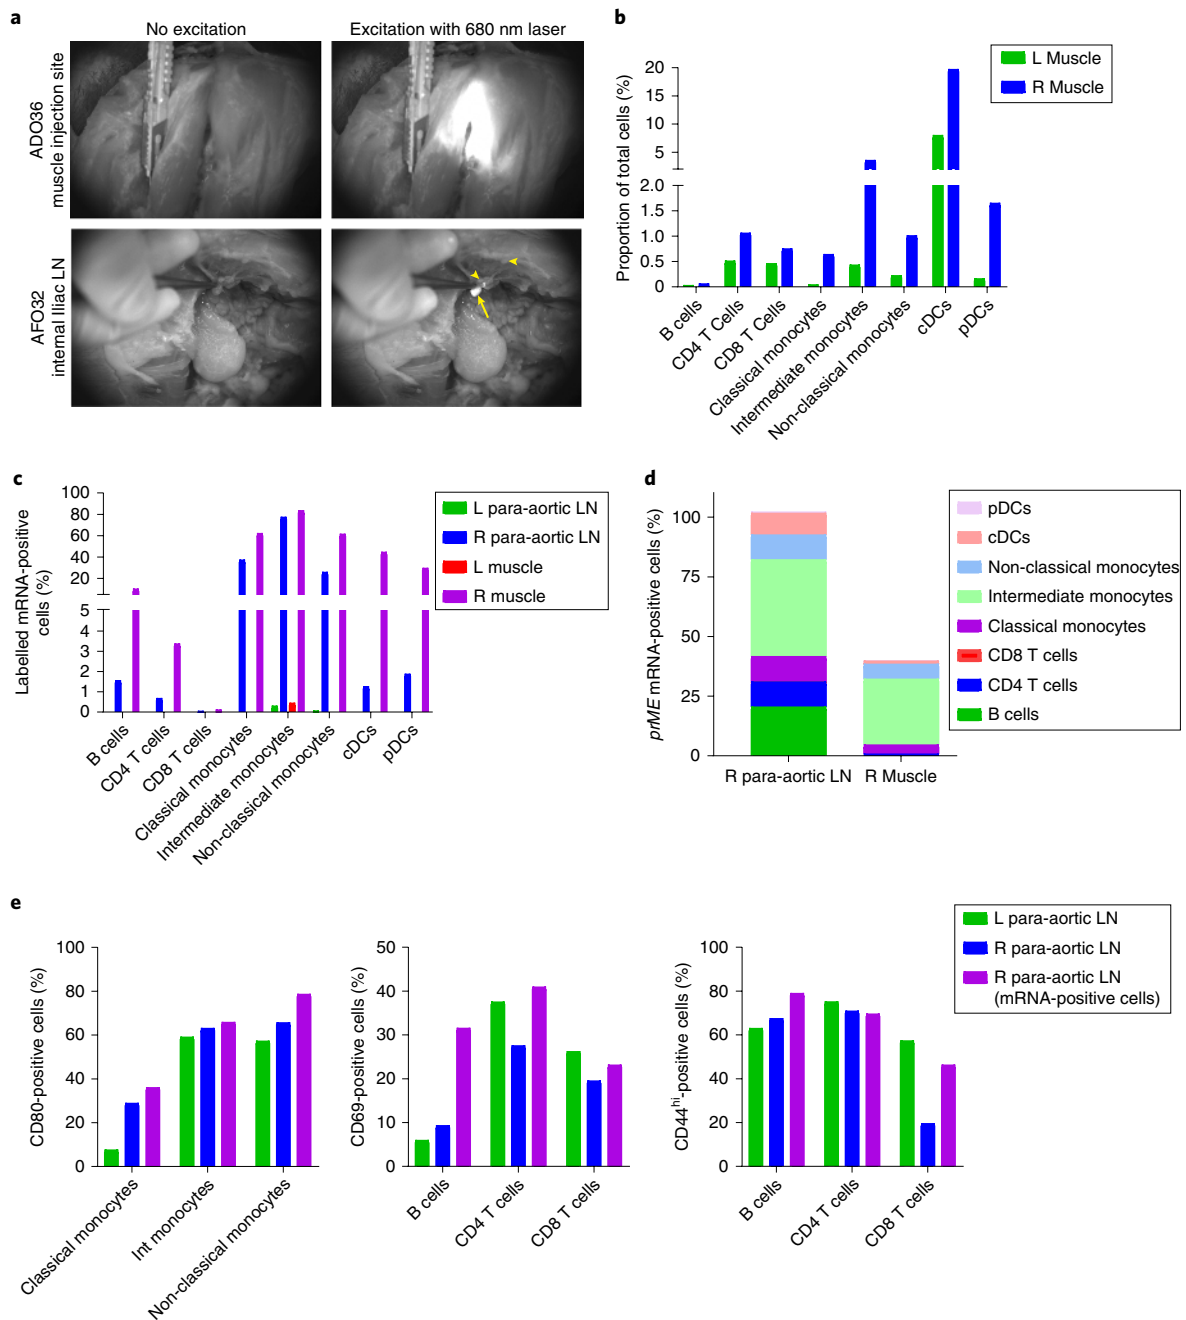 a
No excitation
Excitation with 680 nm laser
ADO36
muscle injection site
AFO32
internal Iliac LN
b
Proportion of total cells (%)
20
15
10
5
2.0
1.5
1.0
0.5
0
L Muscle
R Muscle
B cells
CD4 T Cells
CD8 T Cells
Classical monocytes
Intermediate monocytes
Non-classical monocytes
cDCs
pDCs
c
Labelled mRNA-positive
cells (%)
100
80
60
40
20
5
4
3
2
1
0
L para-aortic LN
R para-aortic LN
L muscle
R muscle
B cells
CD4 T cells
CD8 T cells
Classical monocytes
Intermediate monocytes
Non-classical monocytes
cDCs
pDCs
d
prME mRNA-positive cells (%)
100
75
50
25
0
R para-aortic LN
R Muscle
pDCs
cDCs
Non-classical monocytes
Intermediate monocytes
Classical monocytes
CD8 T cells
CD4 T cells
B cells
e
CD80-positive cells (%)
100
80
60
40
20
0
Classical monocytes
Int monocytes
Non-classical monocytes
CD69-positive cells (%)
50
40
30
20
10
0
B cells
CD4 T cells
CD8 T cells
CD44hi-positive cells (%)
100
80
60
40
20
0
B cells
CD4 T cells
CD8 T cells
L para-aortic LN
R para-aortic LN
R para-aortic LN
(mRNA-positive cells)